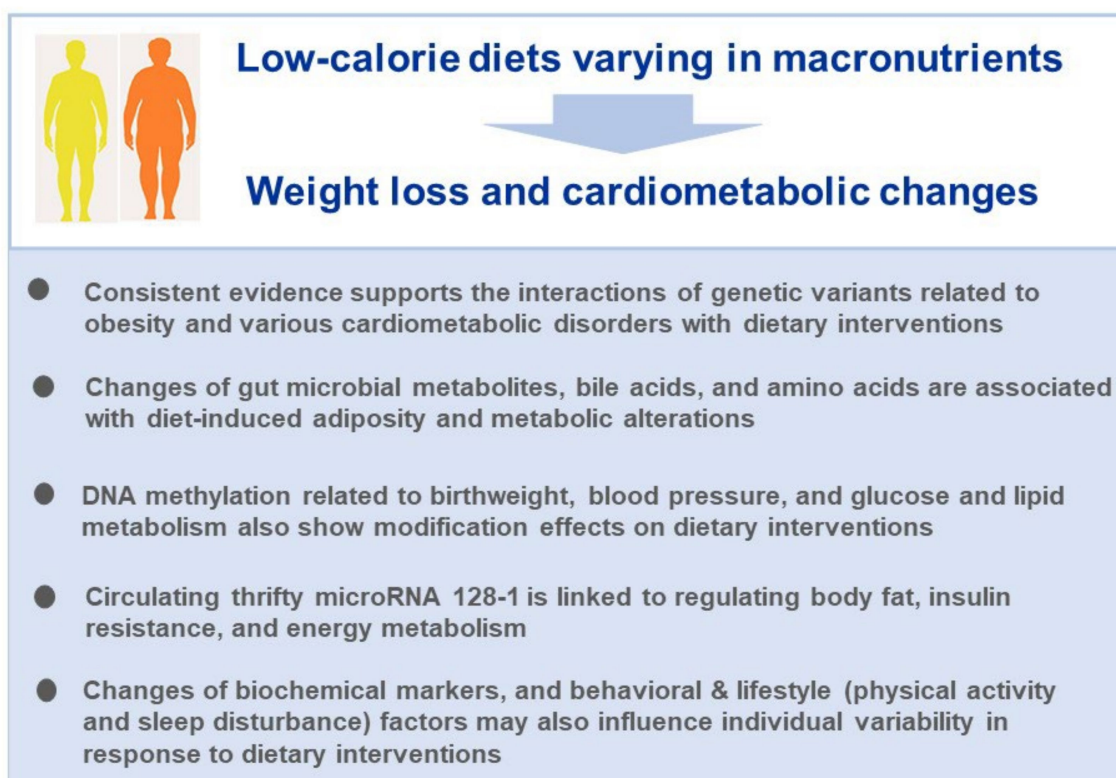 Low-calorie diets varying in macronutrients
Weight loss and cardiometabolic changes
● Consistent evidence supports the interactions of genetic variants related to
obesity and various cardiometabolic disorders with dietary interventions
● Changes of gut microbial metabolites, bile acids, and amino acids are associated
with diet-induced adiposity and metabolic alterations
● DNA methylation related to birthweight, blood pressure, and glucose and lipid
metabolism also show modification effects on dietary interventions
● Circulating thrifty microRNA 128-1 is linked to regulating body fat, insulin
resistance, and energy metabolism
● Changes of biochemical markers, and behavioral & lifestyle (physical activity
and sleep disturbance) factors may also influence individual variability in
response to dietary interventions